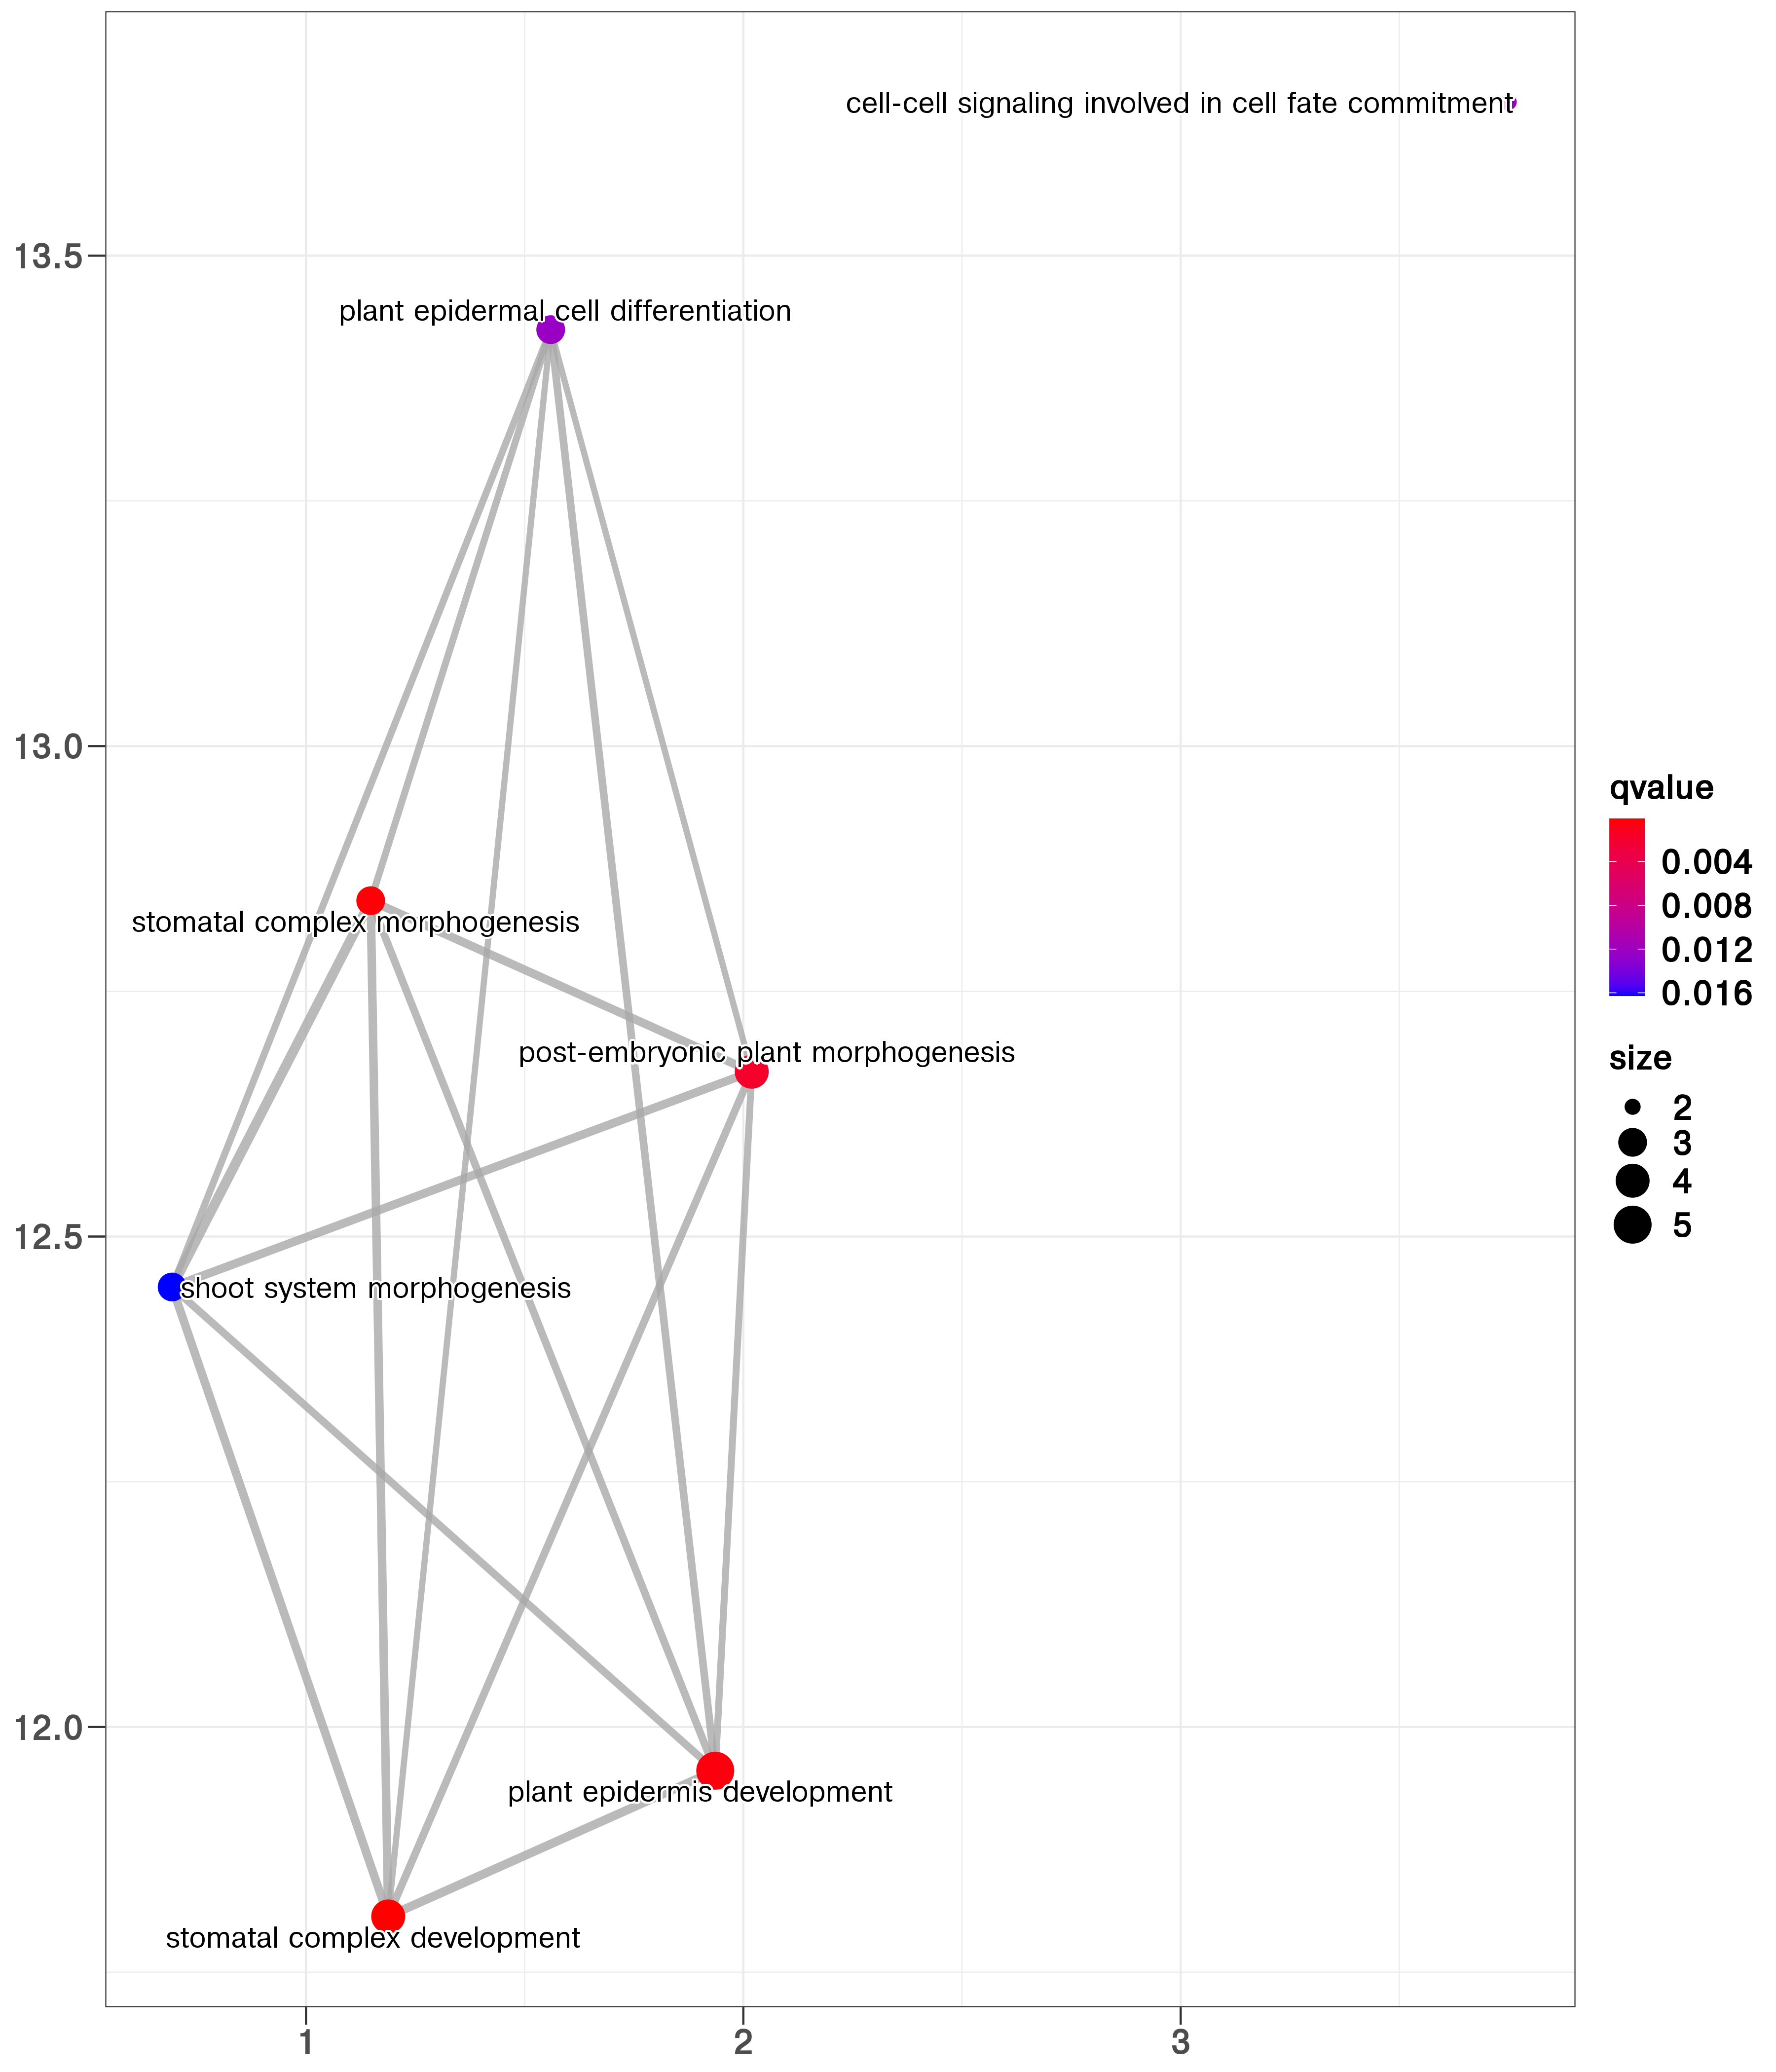 cell-cell signaling involved in cell fate commitment
13.5
plant epidermal cell differentiation
13.0
qvalue
0.004
0.008
0.012
0.016
stomatal complex morphogenesis
post-embryonic plant morphogenesis
size
2
3
4
5
12.5
shoot system morphogenesis
12.0
plant epidermis development
stomatal complex development
1
2
3